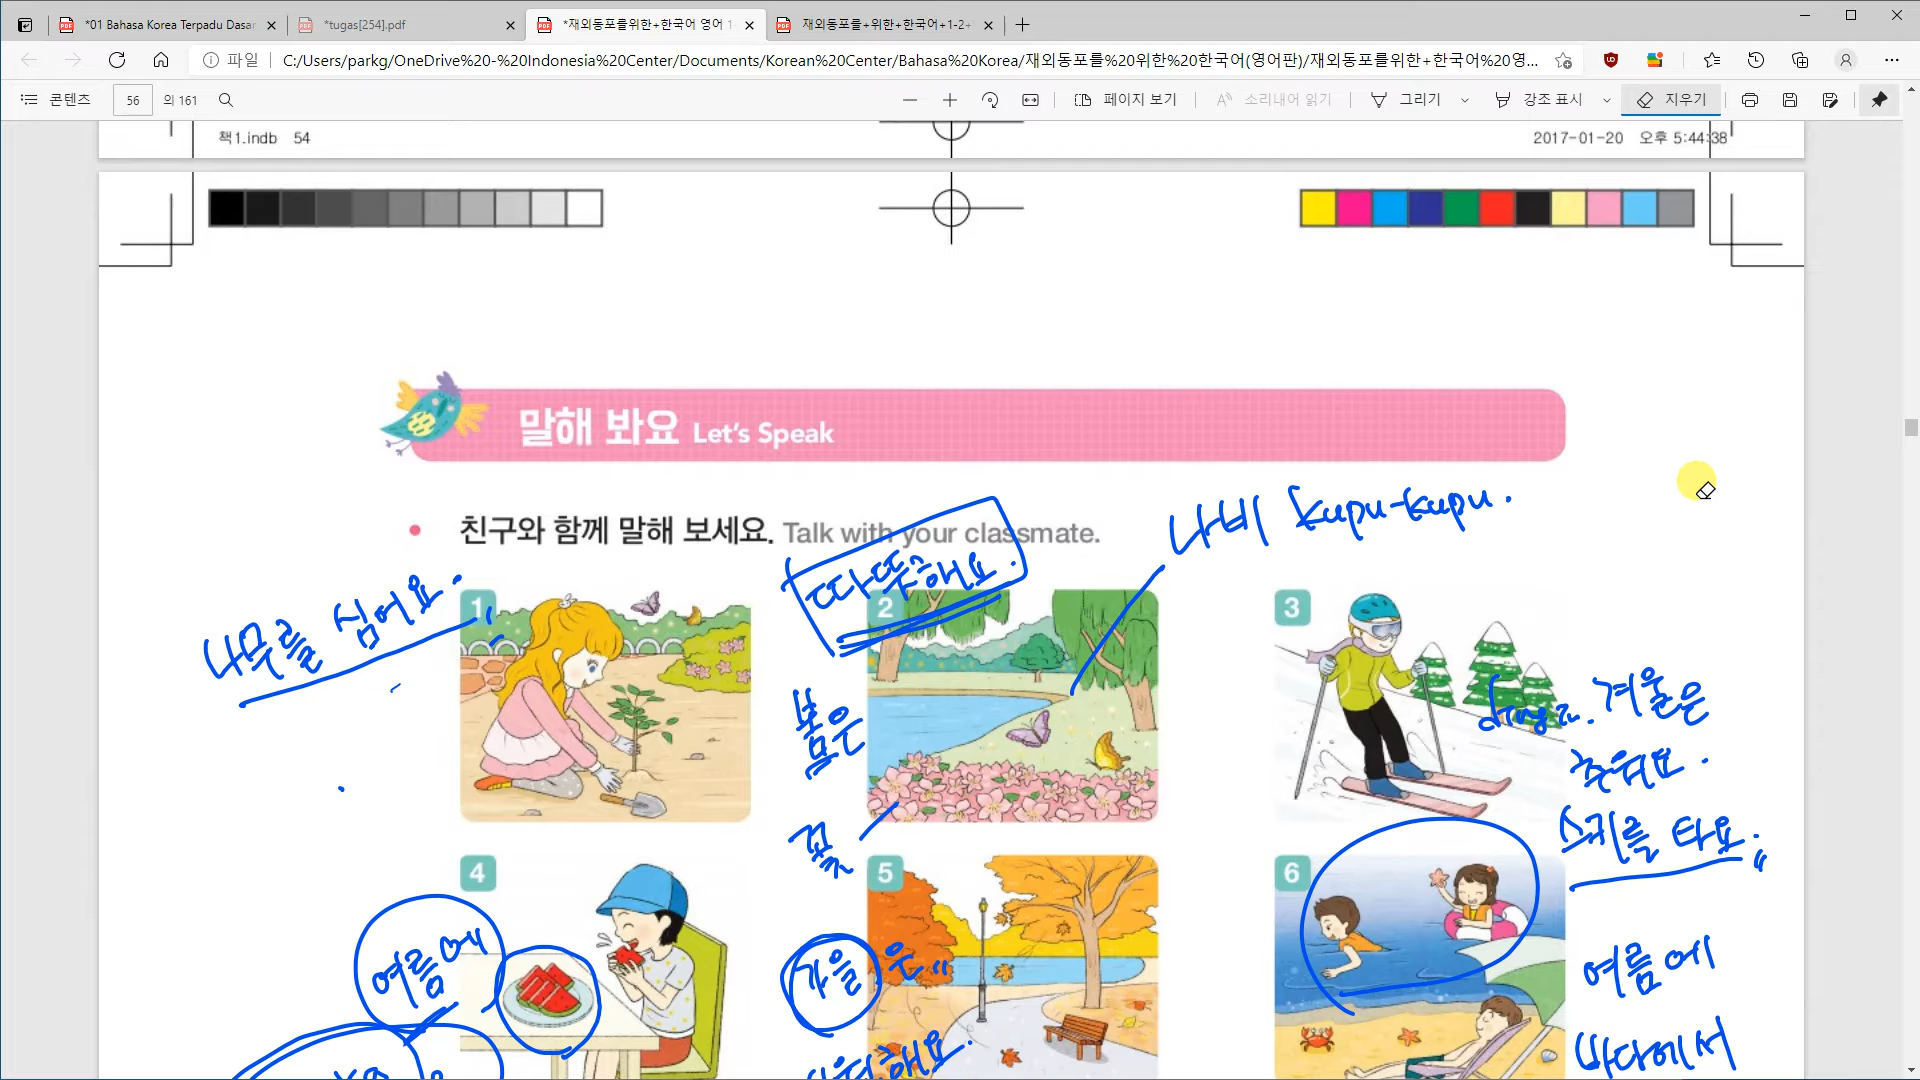 *01 Bahasa Korea Terpadu Dasar
*tugas[254].pdf
*재외동포를위한+한국어 영어 1
재외동포를+위한+한국어+1-2+
파일
C:/Users/parkg/OneDrive%20-%20Indonesia%20Center/Documents/Korean%20Center/Bahasa%20Korea/재외동포를%20위한%20한국어(영어판)/재외동포를위한+한국어%20영...
콘텐츠
56 의 161
페이지 보기
소리내어 읽기
그리기
강조 표시
지우기
책1.indb 54
2017-01-20 오후 5:44:38
말해 봐요 Let's Speak
• 친구와 함께 말해 보세요. Talk with your classmate.
나비 kupu-kupu.
따뜻해요.
나무를 심어요.
1
2
3
봄은
꽃
겨울은
추워요.
스키를 타요.
4
5
6
여름에
가을은
여름에
바다에서